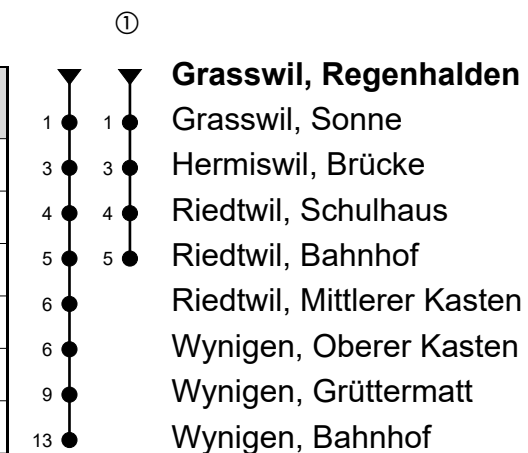 ①
Grasswil, Regenhalden
1 1 Grasswil, Sonne
3 3 Hermiswil, Brücke
4 4 Riedtwil, Schulhaus
5 5 Riedtwil, Bahnhof
6 Riedtwil, Mittlerer Kasten
6 Wynigen, Oberer Kasten
9 Wynigen, Grüttermatt
13 Wynigen, Bahnhof